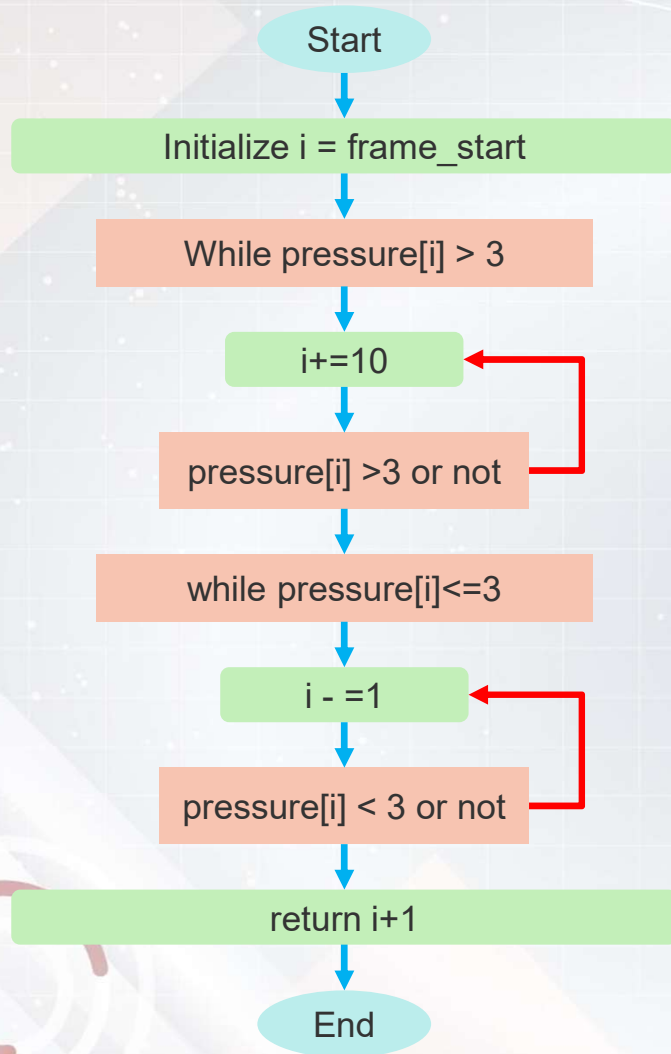 Start
Initialize i = frame_start
While pressure[i] > 3
i+=10
pressure[i] >3 or not
while pressure[i]<=3
i - =1
pressure[i] < 3 or not
return i+1
End